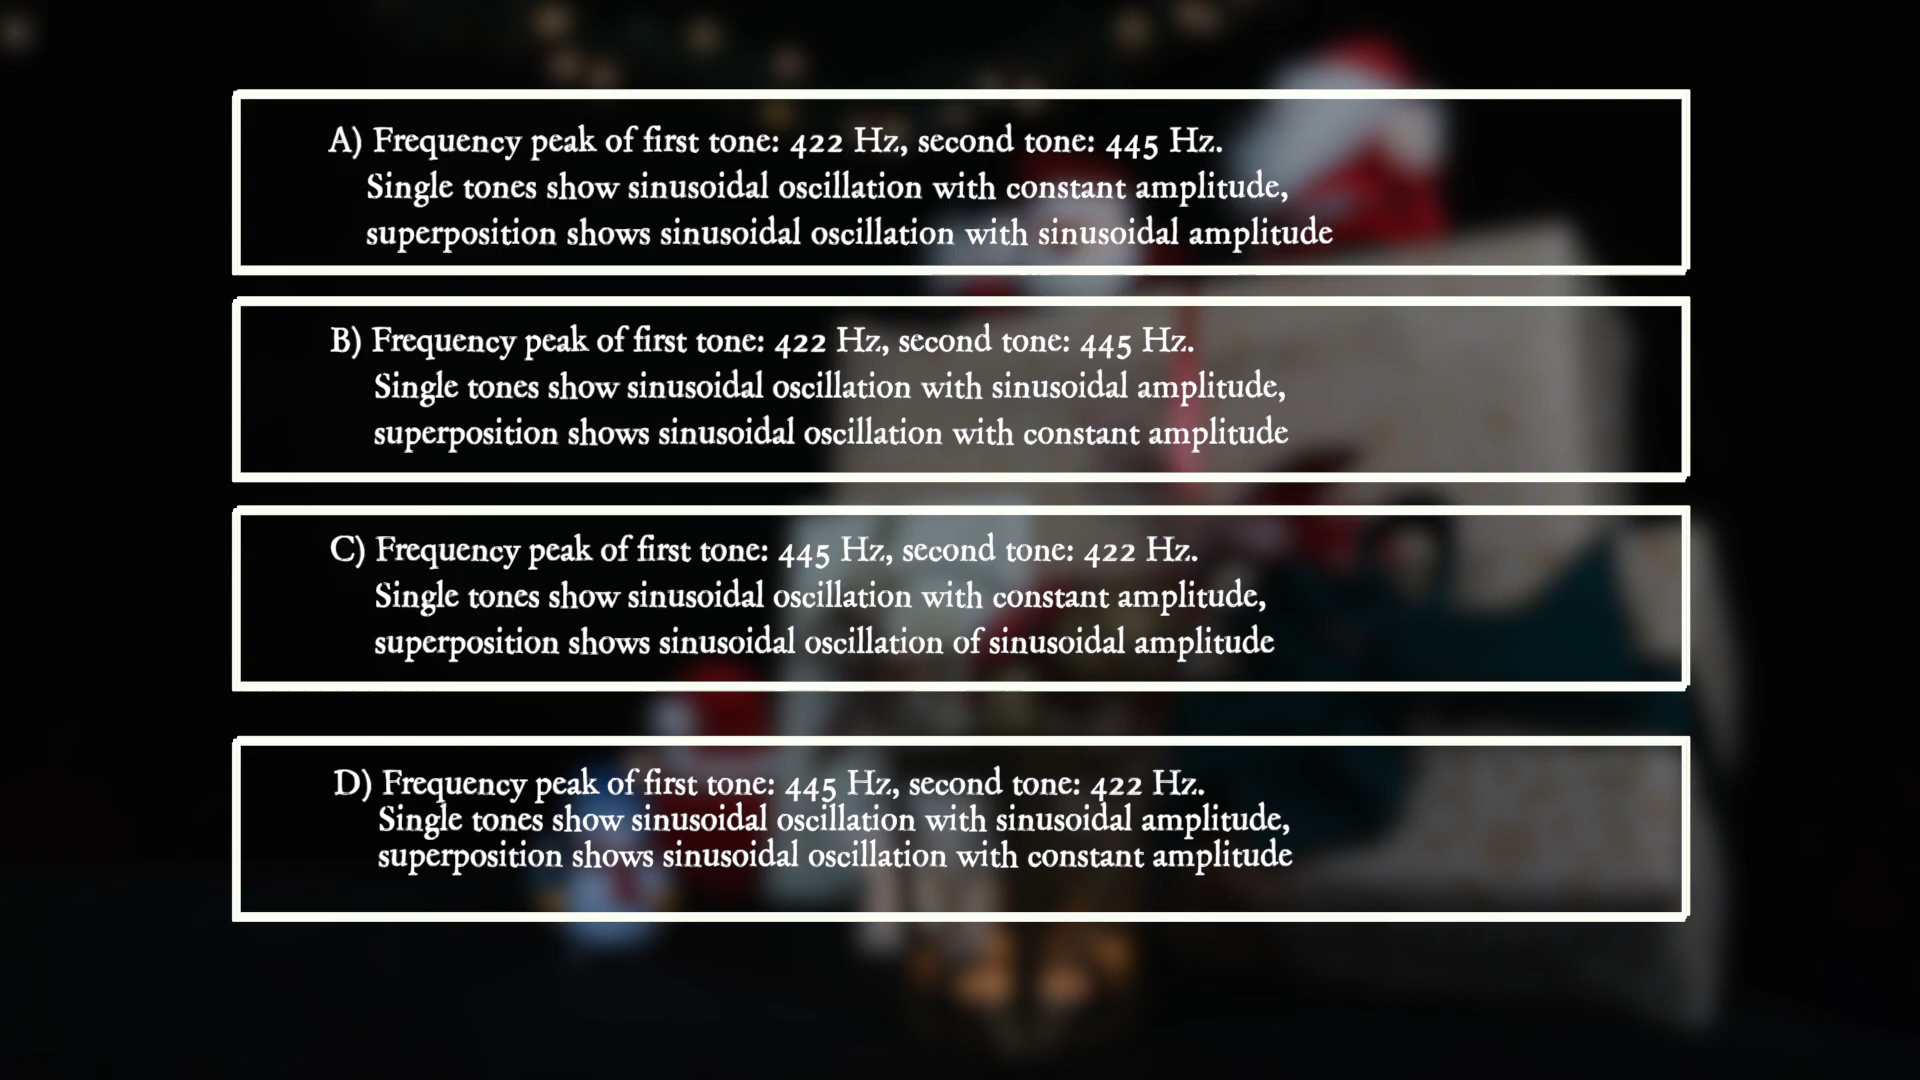 A) Frequency peak of first tone: 422 Hz, second tone: 445 Hz.
Single tones show sinusoidal oscillation with constant amplitude,
superposition shows sinusoidal oscillation with sinusoidal amplitude
B) Frequency peak of first tone: 422 Hz, second tone: 445 Hz.
Single tones show sinusoidal oscillation with sinusoidal amplitude,
superposition shows sinusoidal oscillation with constant amplitude
C) Frequency peak of first tone: 445 Hz, second tone: 422 Hz.
Single tones show sinusoidal oscillation with constant amplitude,
superposition shows sinusoidal oscillation of sinusoidal amplitude
D) Frequency peak of first tone: 445 Hz, second tone: 422 Hz.
Single tones show sinusoidal oscillation with sinusoidal amplitude,
superposition shows sinusoidal oscillation with constant amplitude